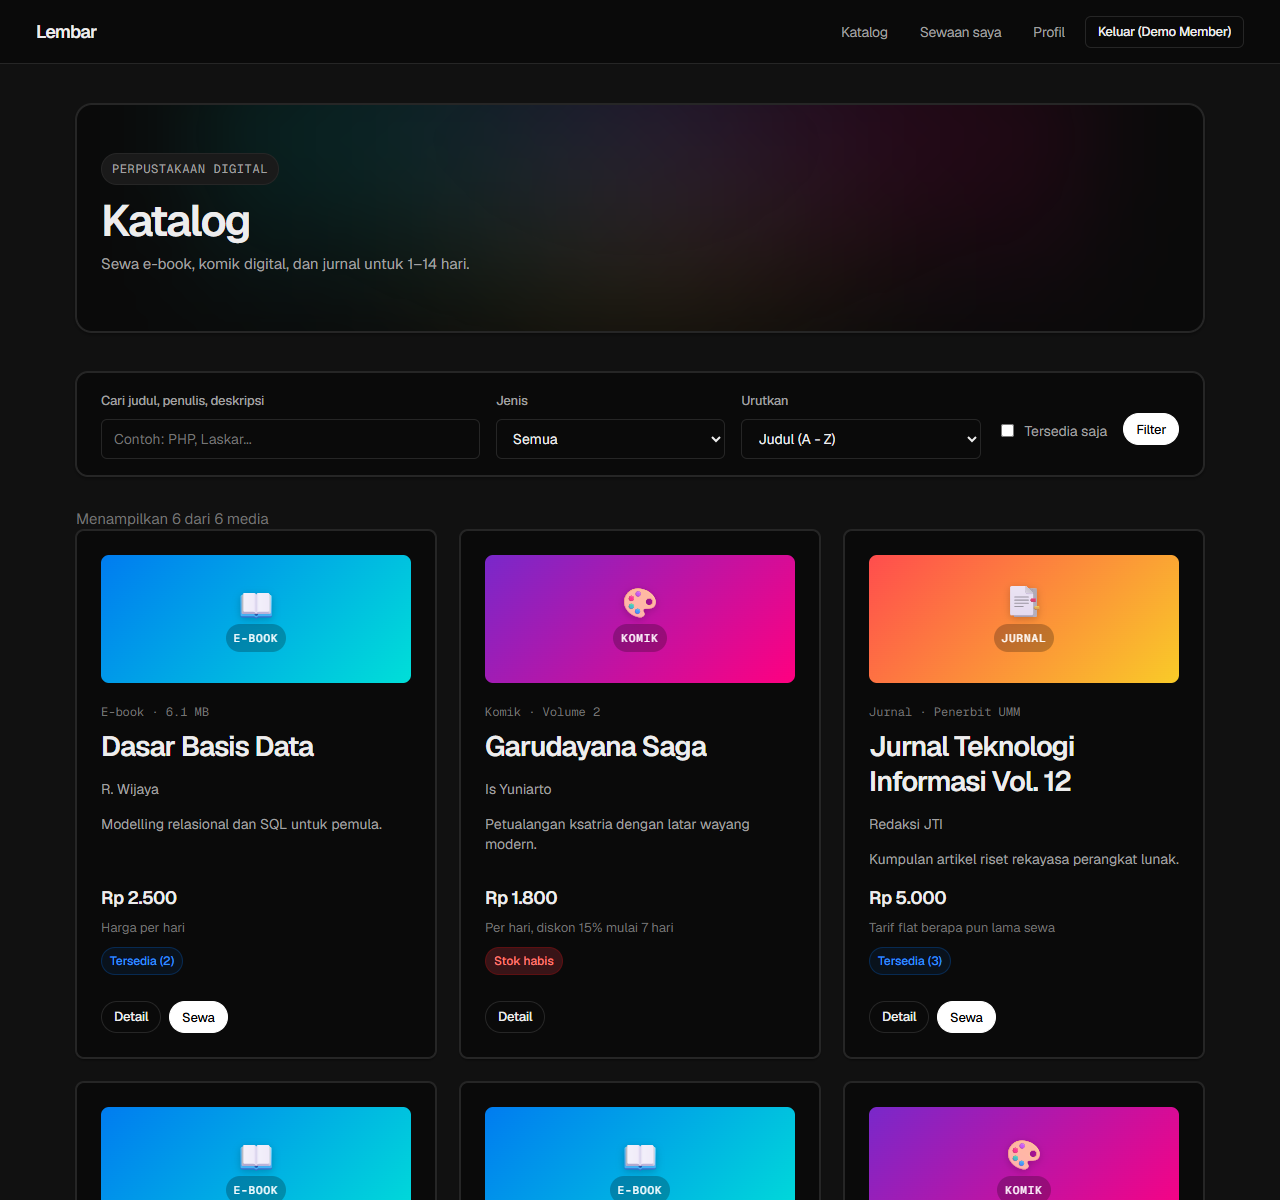 Lembar
Katalog
Sewaan saya
Profil
Keluar (Demo Member)
PERPUSTAKAAN DIGITAL
Katalog
Sewa e-book, komik digital, dan jurnal untuk 1–14 hari.
Cari judul, penulis, deskripsi
Jenis
Urutkan
Contoh: PHP, Laskar...
Semua
Judul (A - Z)
Tersedia saja
Filter
Menampilkan 6 dari 6 media
E-BOOK
E-book · 6.1 MB
Dasar Basis Data
R. Wijaya
Modelling relasional dan SQL untuk pemula.
Rp 2.500
Harga per hari
Tersedia (2)
Detail
Sewa
KOMIK
Komik · Volume 2
Garudayana Saga
Is Yuniarto
Petualangan ksatria dengan latar wayang
modern.
Rp 1.800
Per hari, diskon 15% mulai 7 hari
Stok habis
Detail
JURNAL
Jurnal · Penerbit UMM
Jurnal Teknologi
Informasi Vol. 12
Redaksi JTI
Kumpulan artikel riset rekayasa perangkat lunak.
Rp 5.000
Tarif flat berapa pun lama sewa
Tersedia (3)
Detail
Sewa
E-BOOK
E-BOOK
KOMIK